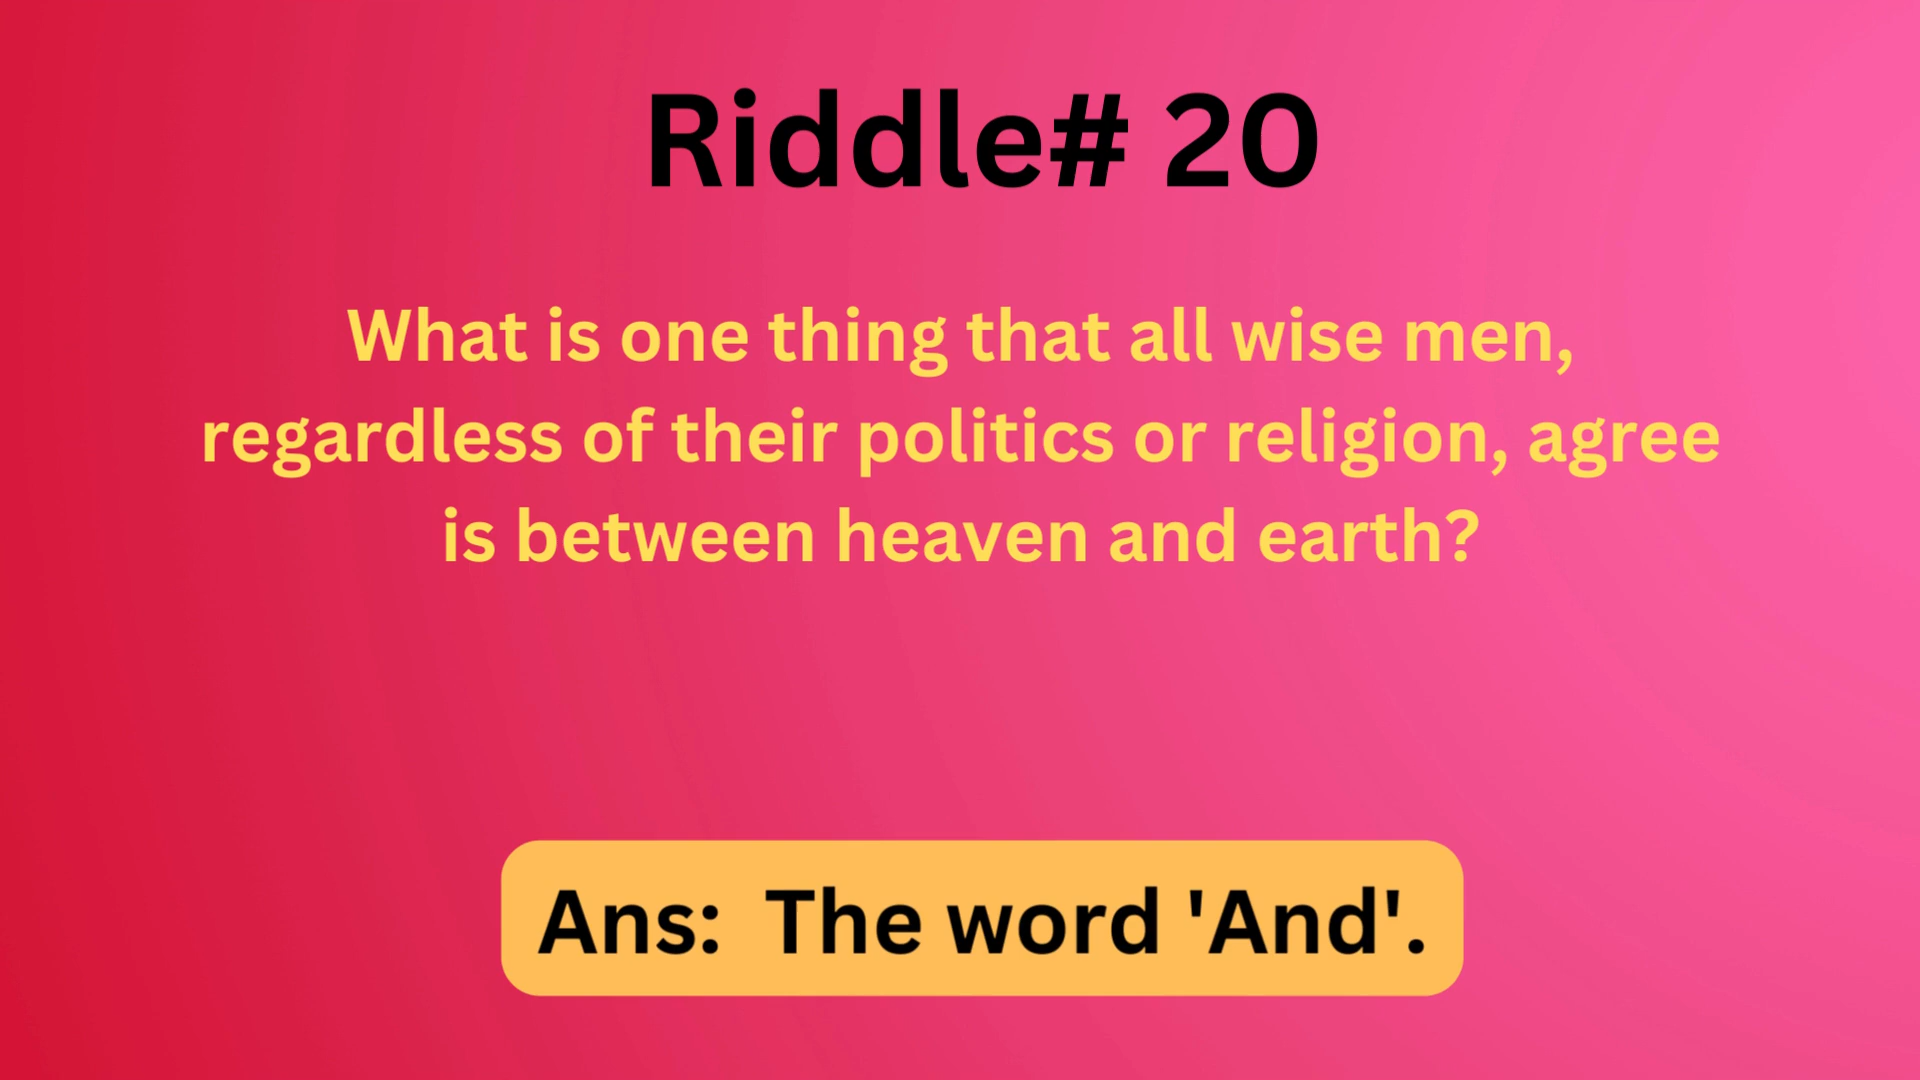 Riddle# 20
What is one thing that all wise men,
regardless of their politics or religion, agree
is between heaven and earth?
Ans:  The word 'And'.